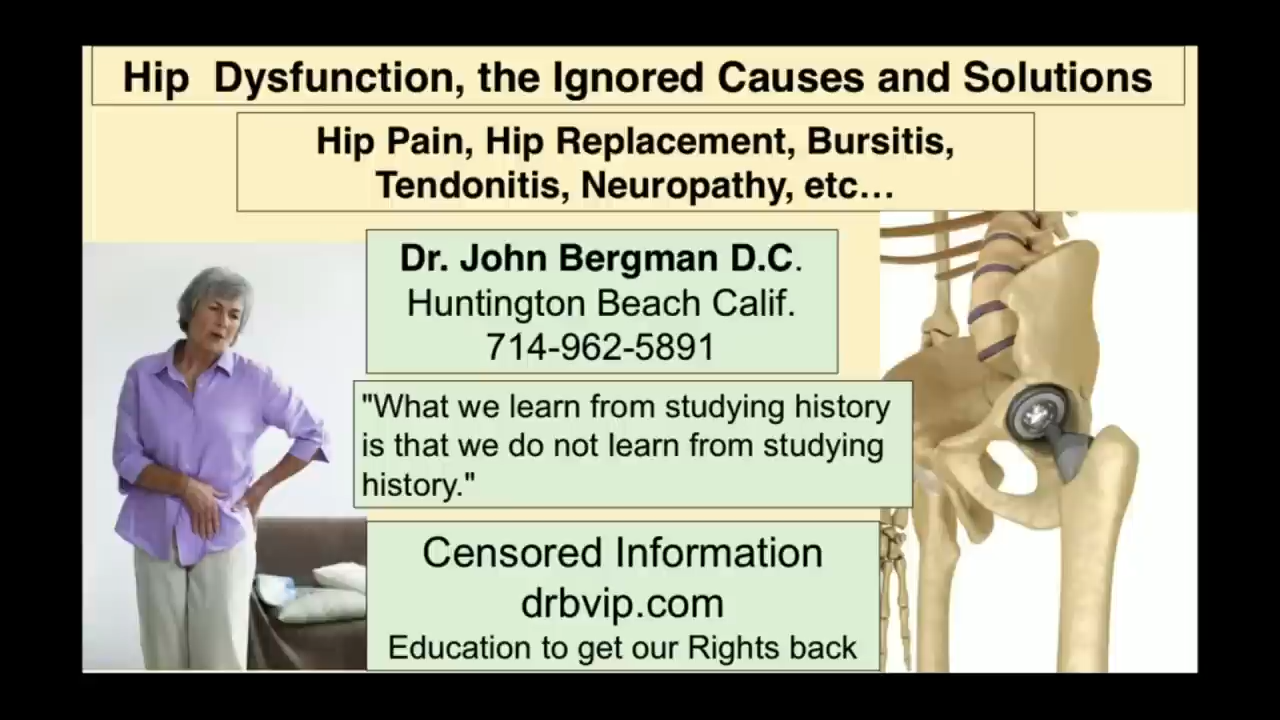 Hip  Dysfunction, the Ignored Causes and Solutions
Hip Pain, Hip Replacement, Bursitis,
Tendonitis, Neuropathy, etc…
Dr. John Bergman D.C.
Huntington Beach Calif.
714-962-5891
"What we learn from studying history
is that we do not learn from studying
history."
Censored Information
drbvip.com
Education to get our Rights back